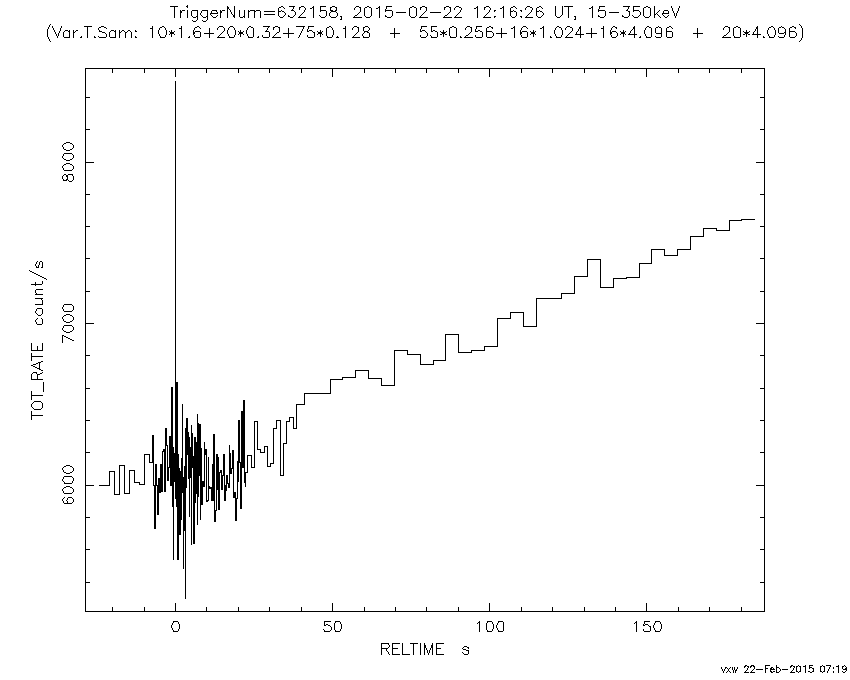 TriggerNum=632158, 2015-02-22 12:16:26 UT, 15-350keV
(Var.T.Sam: 10*1.6+20*0.32+75*0.128 + 55*0.256+16*1.024+16*4.096 + 20*4.096)
8000
7000
6000
TOT_RATE count/s
0 50 100 150
RELTIME s
vxw 22-Feb-2015 07:19